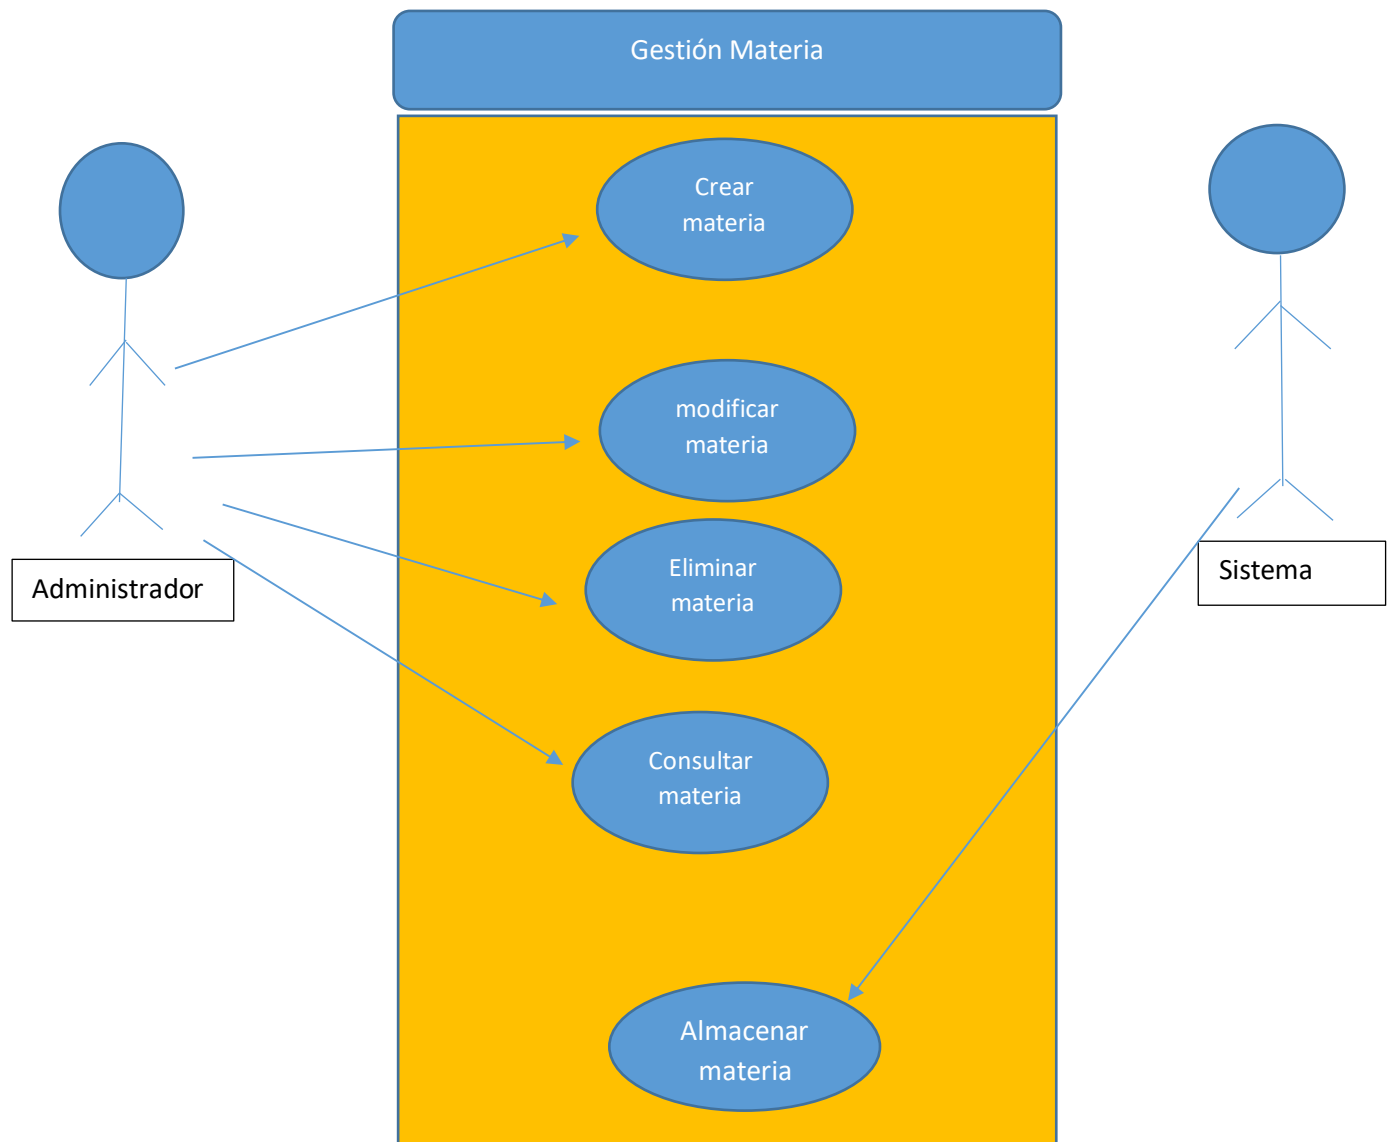 Gestión Materia
Crear
materia
modificar
materia
Eliminar
materia
Administrador
Sistema
Consultar
materia
Almacenar
materia